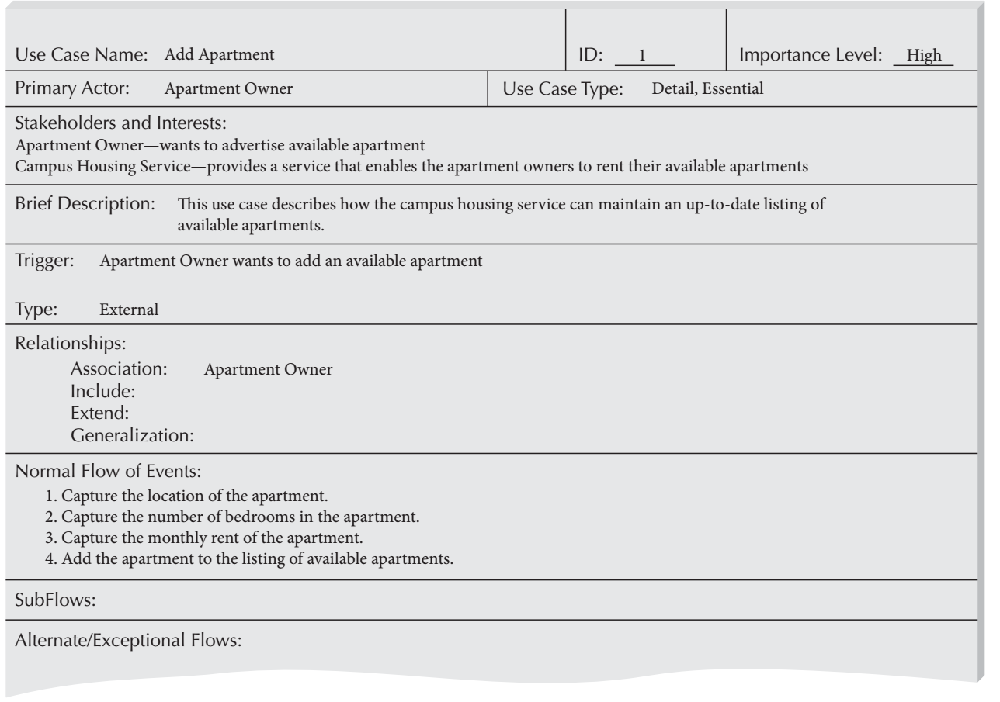 Use Case Name: Add Apartment ID: 1 Importance Level: High
Primary Actor: Apartment Owner Use Case Type: Detail, Essential
Stakeholders and Interests:
Apartment Owner—wants to advertise available apartment
Campus Housing Service—provides a service that enables the apartment owners to rent their available apartments
Brief Description: This use case describes how the campus housing service can maintain an up-to-date listing of
available apartments.
Trigger: Apartment Owner wants to add an available apartment
Type: External
Relationships:
Association: Apartment Owner
Include:
Extend:
Generalization:
Normal Flow of Events:
1. Capture the location of the apartment.
2. Capture the number of bedrooms in the apartment.
3. Capture the monthly rent of the apartment.
4. Add the apartment to the listing of available apartments.
SubFlows:
Alternate/Exceptional Flows: